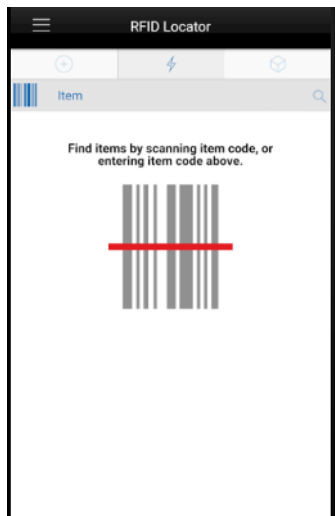 RFID Locator
Item
Find items by scanning item code, or
entering item code above.